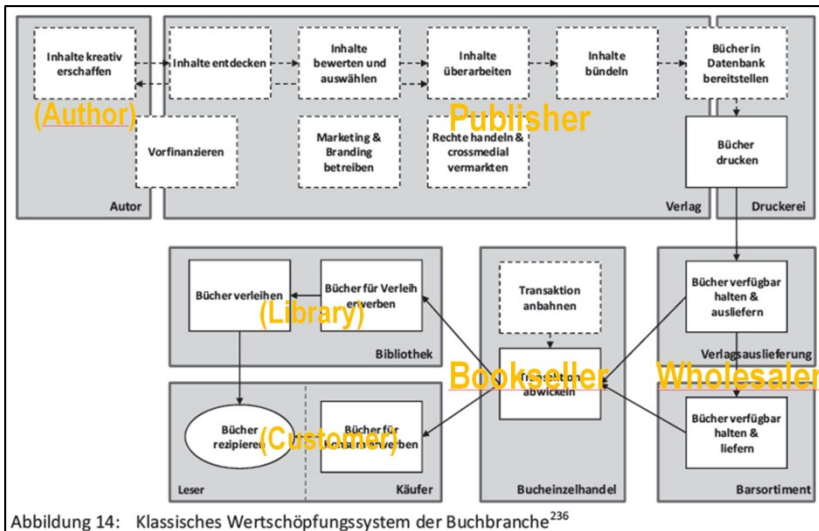 Inhalte kreativ
erschaffen
Inhalte entdecken
Inhalte
bewerten und
auswählen
Inhalte
überarbeiten
Inhalte
bündeln
Bücher in
Datenbank
bereitstellen
(Author)
Publisher
Vorfinanzieren
Marketing &
Branding
betreiben
Rechte handeln &
crossmedial
vermarkten
Bücher
drucken
Autor
Verlag
Druckerei
Bücher verleihen
Bücher für Verleih
erwerben
(Library)
Bibliothek
Transaktion
anbahnen
Bookseller
Transaktion
abwickeln
Bucheinzelhandel
Bücher verfügbar
halten &
ausliefern
Verlagsauslieferung
Wholesaler
Bücher verfügbar
halten &
liefern
Barsortiment
Bücher
rezipieren
(Customer)
Bücher für
Konsum erwerben
Leser
Käufer
Abbildung 14: Klassisches Wertschöpfungssystem der Buchbranche236